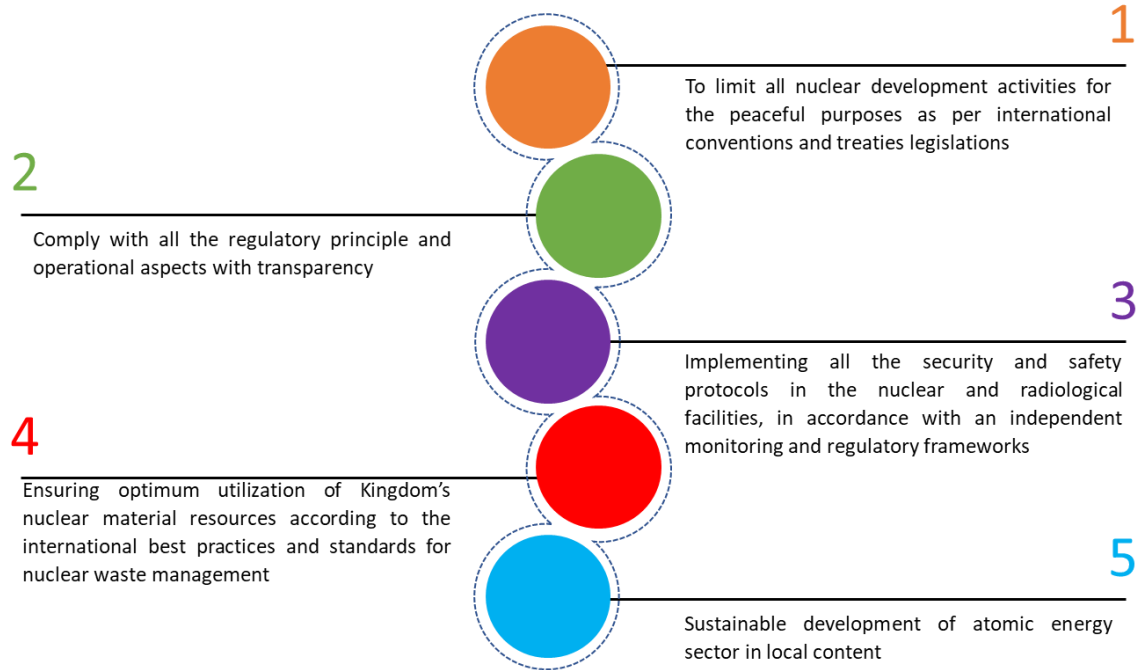 1
To limit all nuclear development activities for
the peaceful purposes as per international
conventions and treaties legislations
2
Comply with all the regulatory principle and
operational aspects with transparency
3
Implementing all the security and safety
protocols in the nuclear and radiological
facilities, in accordance with an independent
monitoring and regulatory frameworks
4
Ensuring optimum utilization of Kingdom’s
nuclear material resources according to the
international best practices and standards for
nuclear waste management
5
Sustainable development of atomic energy
sector in local content